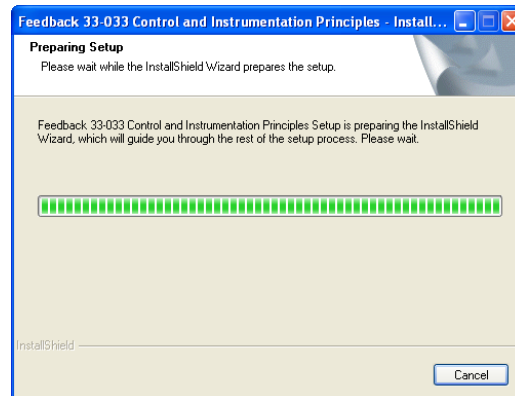 Feedback 33-033 Control and Instrumentation Principles - Install...
Preparing Setup
Please wait while the InstallShield Wizard prepares the setup.
Feedback 33-033 Control and Instrumentation Principles Setup is preparing the InstallShield
Wizard, which will guide you through the rest of the setup process. Please wait.
InstallShield
Cancel